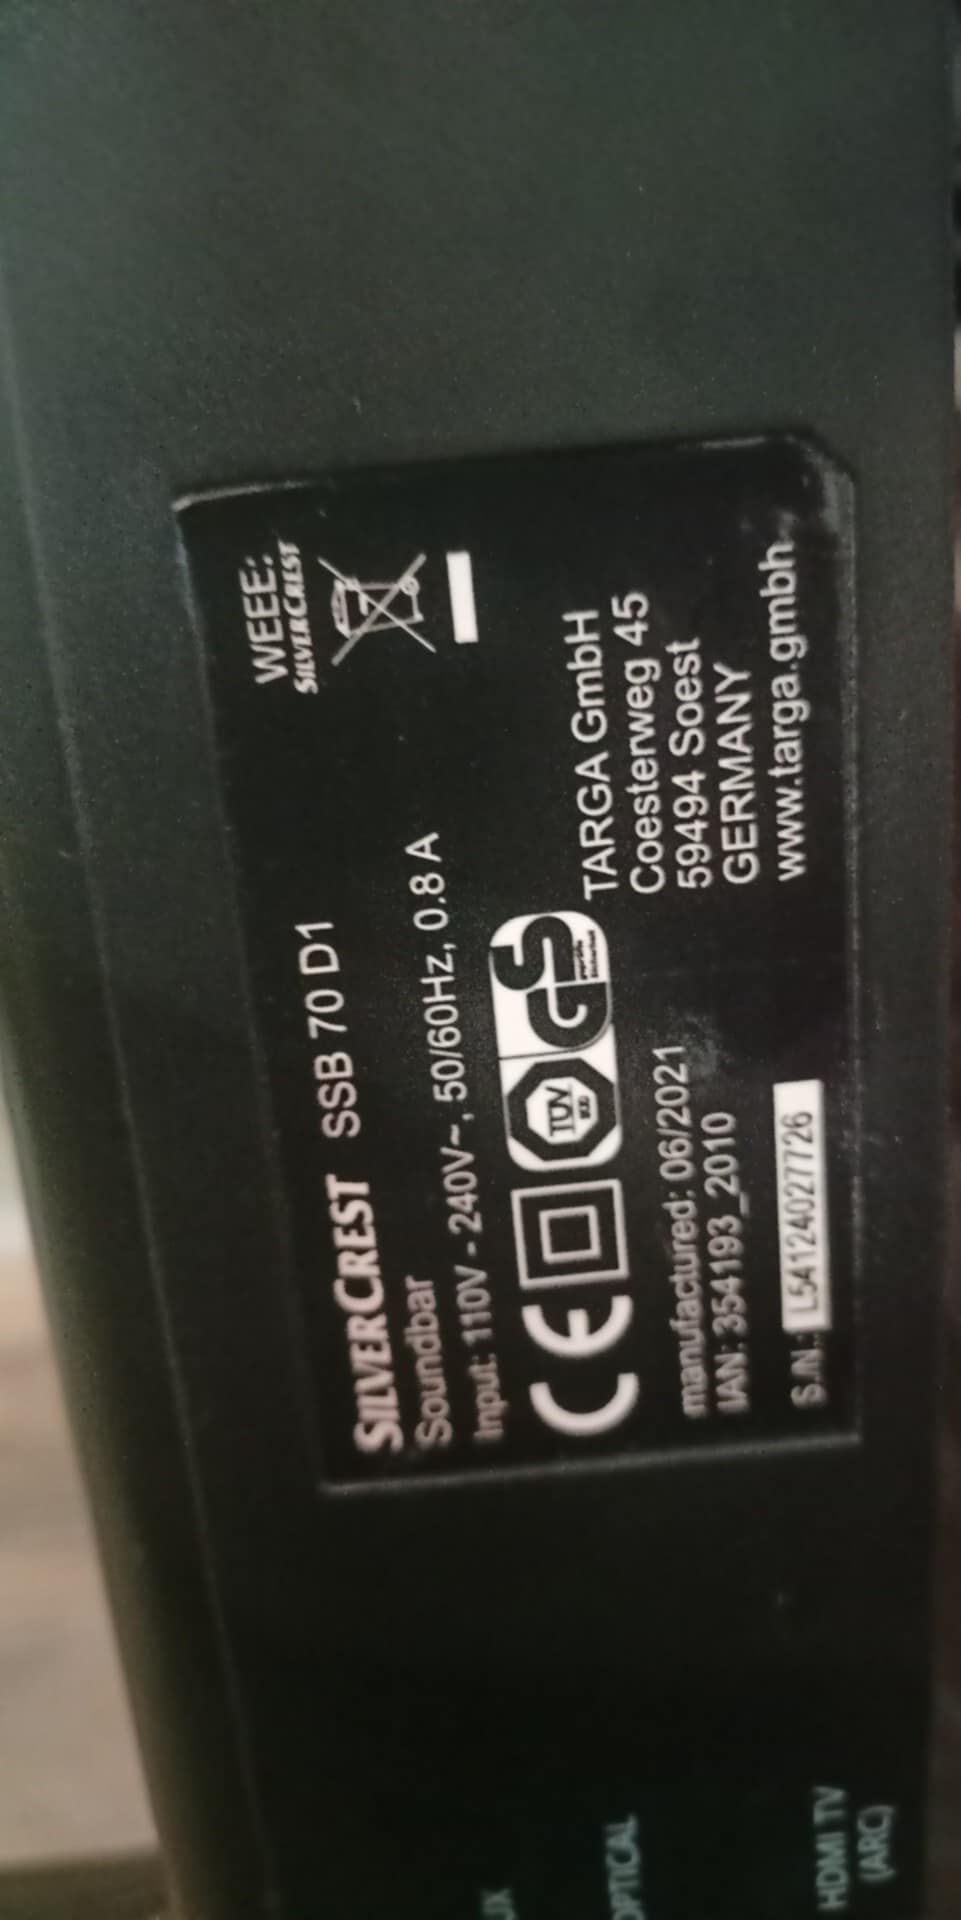 WEEE:
SILVERCREST
SILVERCREST SSB 70 D1
Soundbar
Input: 110V - 240V~, 50/60Hz, 0.8 A
TÜV
GS
TARGA GmbH
Coesterweg 45
59494 Soest
GERMANY
www.targa.gmbh
manufactured: 06/2021
IAN: 354193_2010
S.N.: L54124027726
UX
OPTICAL
HDMI TV
(ARC)